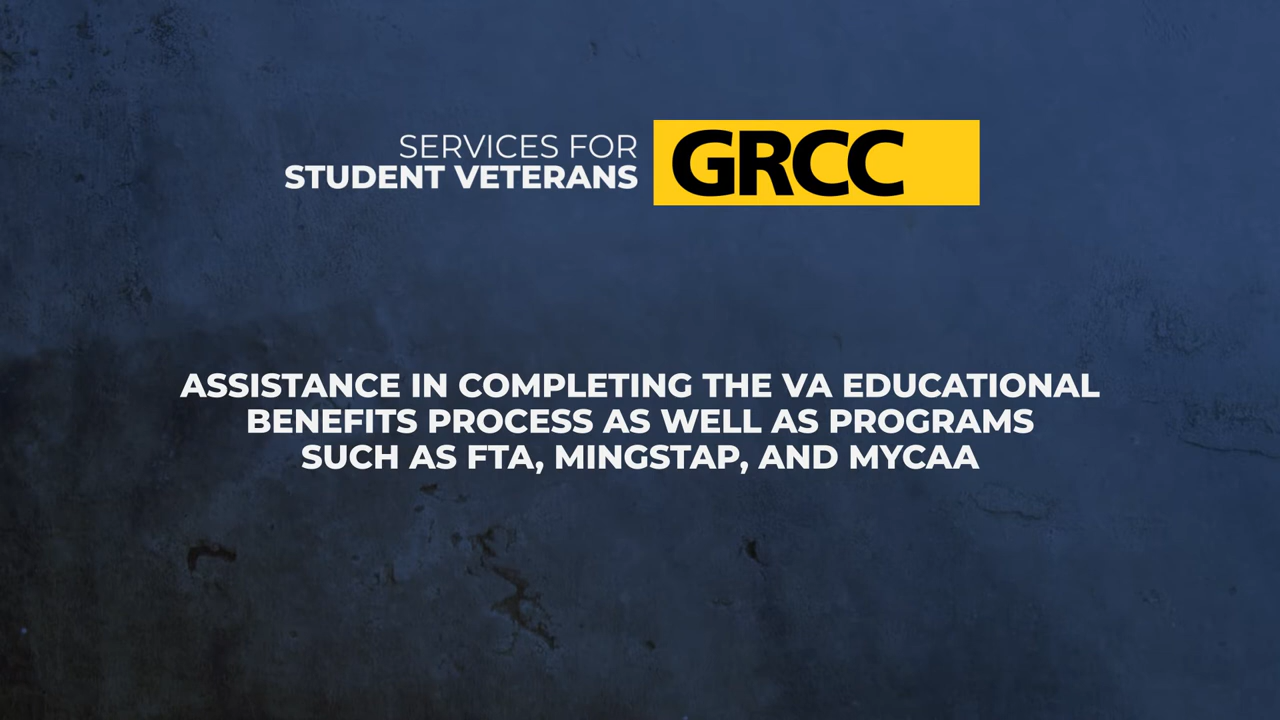 SERVICES FOR
STUDENT VETERANS
GRCC
ASSISTANCE IN COMPLETING THE VA EDUCATIONAL
BENEFITS PROCESS AS WELL AS PROGRAMS
SUCH AS FTA, MINGSTAP, AND MYCAA